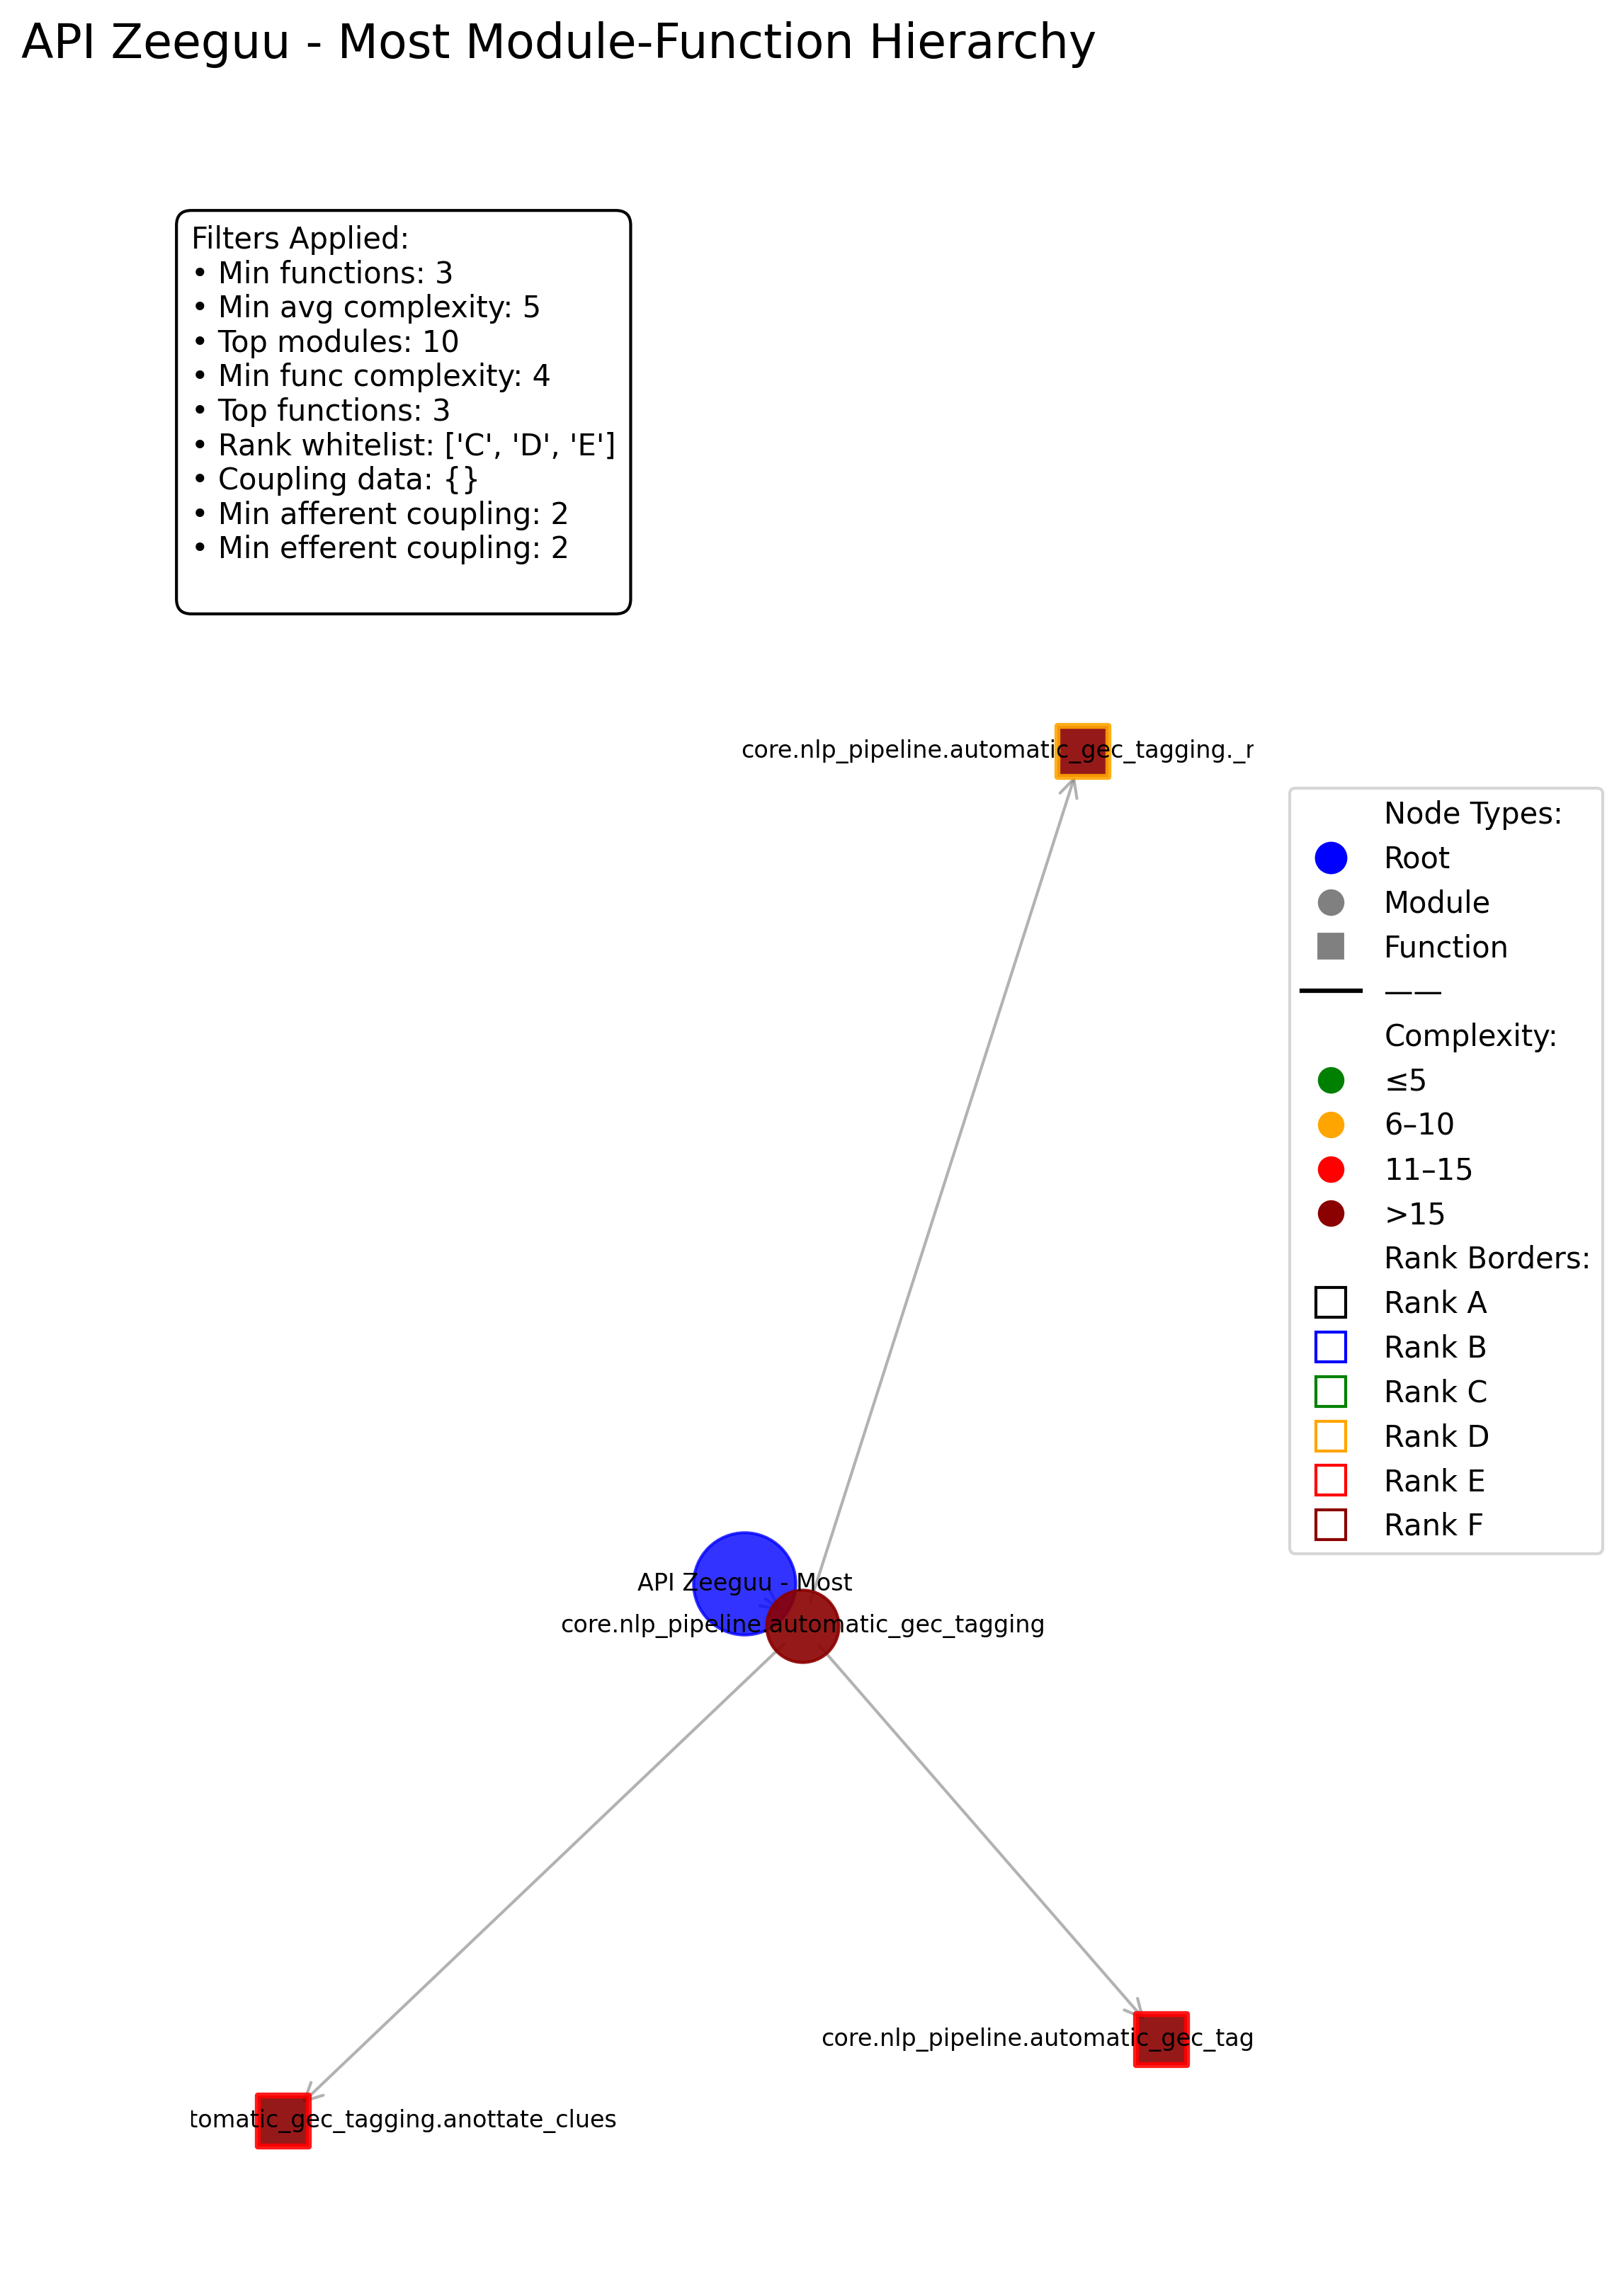 API Zeeguu - Most Module-Function Hierarchy
Filters Applied:
• Min functions: 3
• Min avg complexity: 5
• Top modules: 10
• Min func complexity: 4
• Top functions: 3
• Rank whitelist: ['C', 'D', 'E']
• Coupling data: {}
• Min afferent coupling: 2
• Min efferent coupling: 2
core.nlp_pipeline.automatic_gec_tagging._r
Node Types:
Root
Module
Function
——
Complexity:
≤5
6–10
11–15
>15
Rank Borders:
Rank A
Rank B
Rank C
Rank D
Rank E
Rank F
API Zeeguu - Most
core.nlp_pipeline.automatic_gec_tagging
core.nlp_pipeline.automatic_gec_tag
tomatic_gec_tagging.anottate_clues